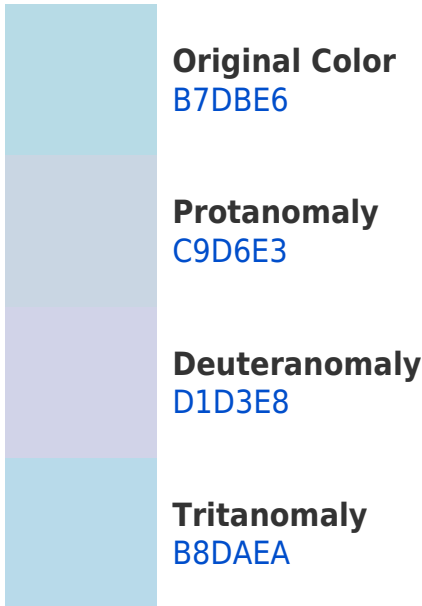 Original Color
B7DBE6
Protanomaly
C9D6E3
Deuteranomaly
D1D3E8
Tritanomaly
B8DAEA